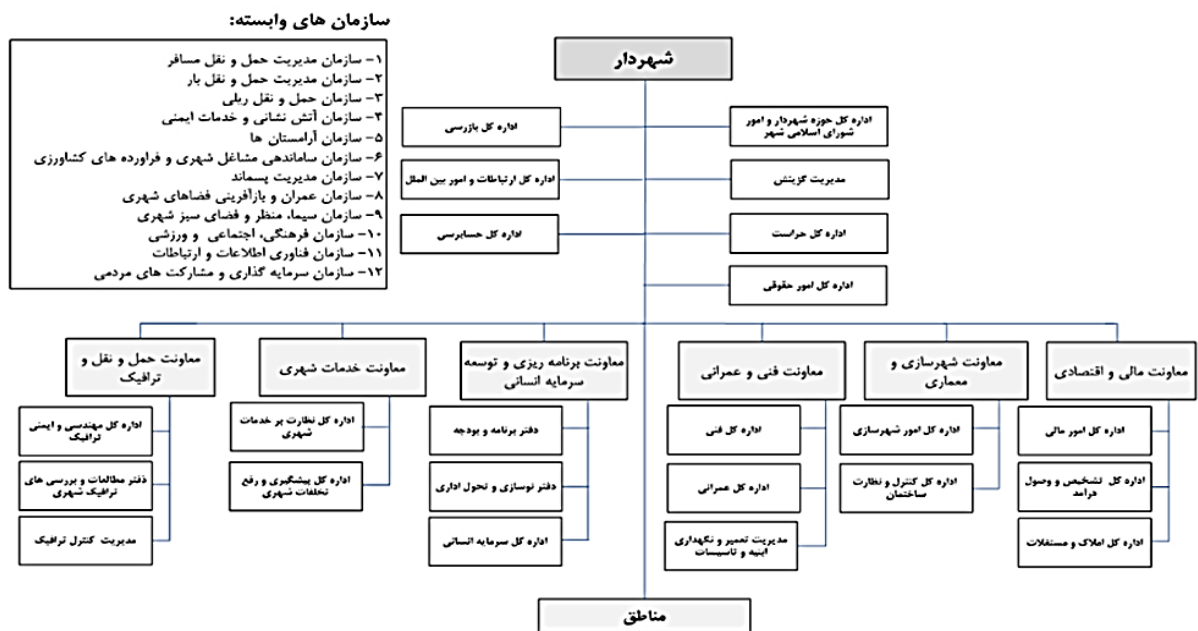 سازمان های وابسته:
۱- سازمان مدیریت حمل و نقل مسافر
۲- سازمان مدیریت حمل و نقل بار
۳- سازمان حمل و نقل ریلی
۴- سازمان آتش نشانی و خدمات ایمنی
۵- سازمان آرامستان ها
۶- سازمان ساماندهی مشاغل شهری و فراورده های کشاورزی
۷- سازمان مدیریت پسماند
۸- سازمان عمران و بازآفرینی فضاهای شهری
۹- سازمان سیما، منظر و فضای سبز شهری
۱۰- سازمان فرهنگی، اجتماعی و ورزشی
۱۱- سازمان فناوری اطلاعات و ارتباطات
۱۲- سازمان سرمایه گذاری و مشارکت های مردمی
شهردار
اداره کل حوزه شهردار و امور
شورای اسلامی شهر
اداره کل بازرسی
مدیریت گزینش
اداره کل ارتباطات و امور بین الملل
اداره کل حراست
اداره کل حسابرسی
اداره کل امور حقوقی
معاونت مالی و اقتصادی
اداره کل امور مالی
اداره کل تشخیص و وصول
درامد
اداره کل املاک و مستغلات
معاونت شهرسازی و
معماری
اداره کل امور شهرسازی
اداره کل کنترل و نظارت
ساختمان
معاونت فنی و عمرانی
اداره کل فنی
اداره کل عمرانی
مدیریت تعمیر و نگهداری
ابنیه و تاسیسات
معاونت برنامه ریزی و توسعه
سرمایه انسانی
دفتر برنامه و بودجه
دفتر نوسازی و تحول اداری
اداره کل سرمایه انسانی
معاونت خدمات شهری
اداره کل نظارت بر خدمات
شهری
اداره کل پیشگیری و رفع
تخلفات شهری
معاونت حمل و نقل و
ترافیک
اداره کل مهندسی و ایمنی
ترافیک
دفتر مطالعات و بررسی های
ترافیک شهری
مدیریت کنترل ترافیک
مناطق